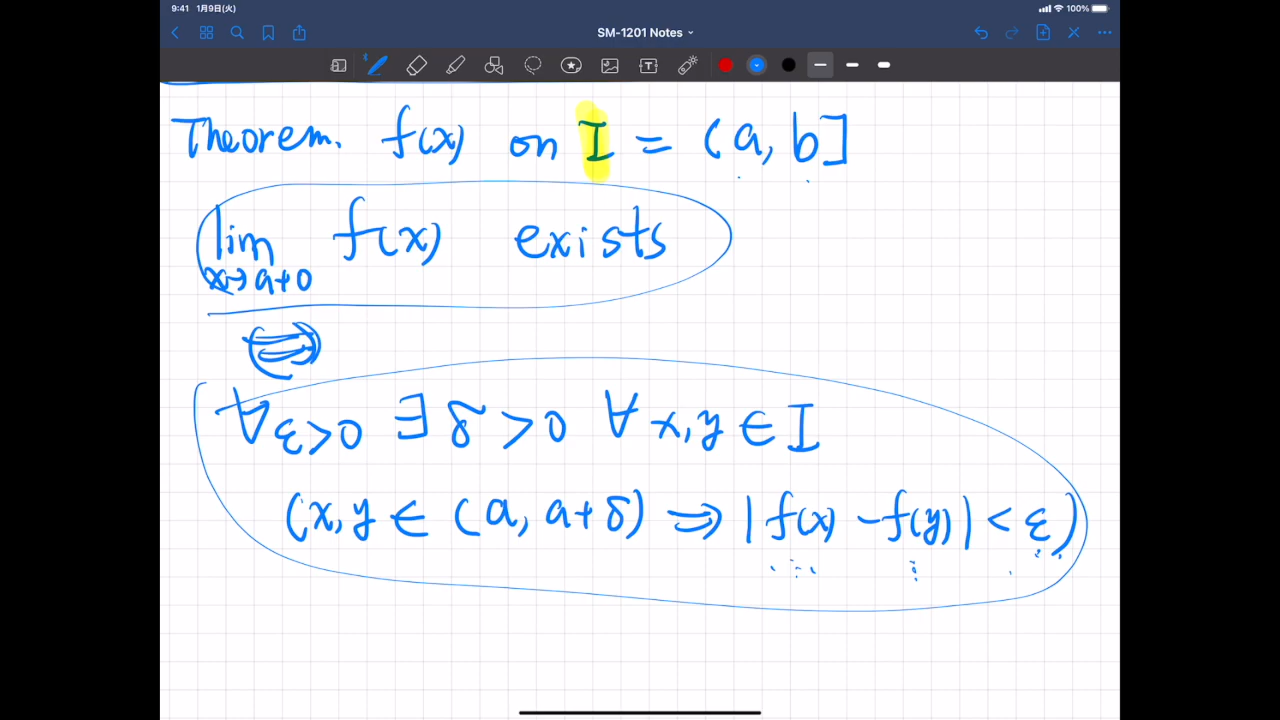 9:41 1月9日(火) 100%
SM-1201 Notes
Theorem. f(x) on I = (a, b]
lim f(x) exists
x→a+0
⇔
∀ε>0 ∃δ>0 ∀x,y∈I
(x,y∈(a, a+δ) ⇒ |f(x)-f(y)|<ε)